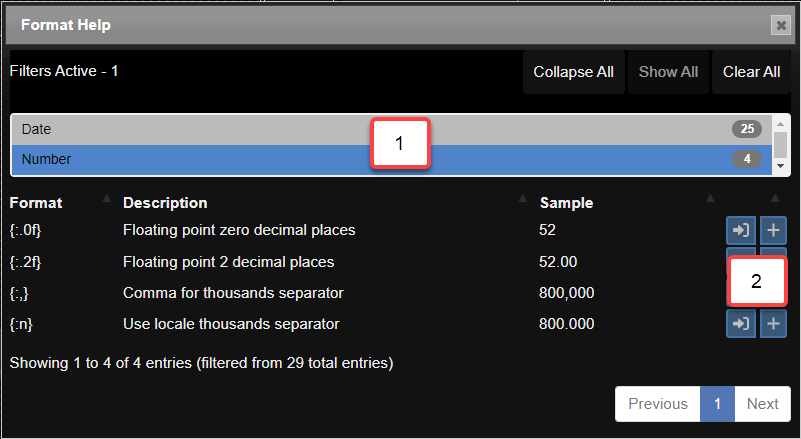 Format Help
Filters Active - 1
Collapse All Show All Clear All
Date 25
1
Number 4
Format Description Sample
{:.0f} Floating point zero decimal places 52
{:.2f} Floating point 2 decimal places 52.00
2
{:,} Comma for thousands separator 800,000
{:n} Use locale thousands separator 800.000
Showing 1 to 4 of 4 entries (filtered from 29 total entries)
Previous 1 Next